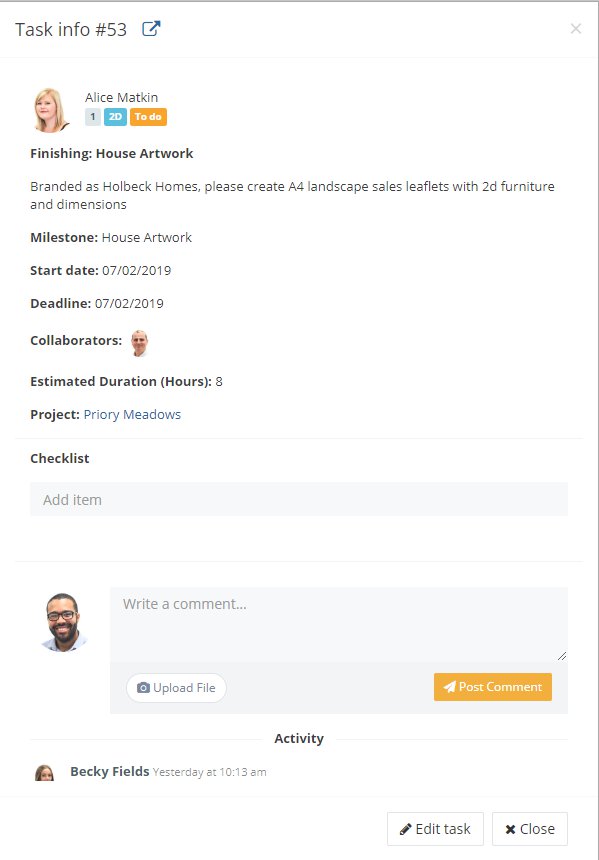 Task info #53
×
Alice Matkin
1 2D To do
Finishing: House Artwork
Branded as Holbeck Homes, please create A4 landscape sales leaflets with 2d furniture
and dimensions
Milestone: House Artwork
Start date: 07/02/2019
Deadline: 07/02/2019
Collaborators:
Estimated Duration (Hours): 8
Project: Priory Meadows
Checklist
Add item
Write a comment...
Upload File
Post Comment
Activity
Becky Fields Yesterday at 10:13 am
Edit task
Close